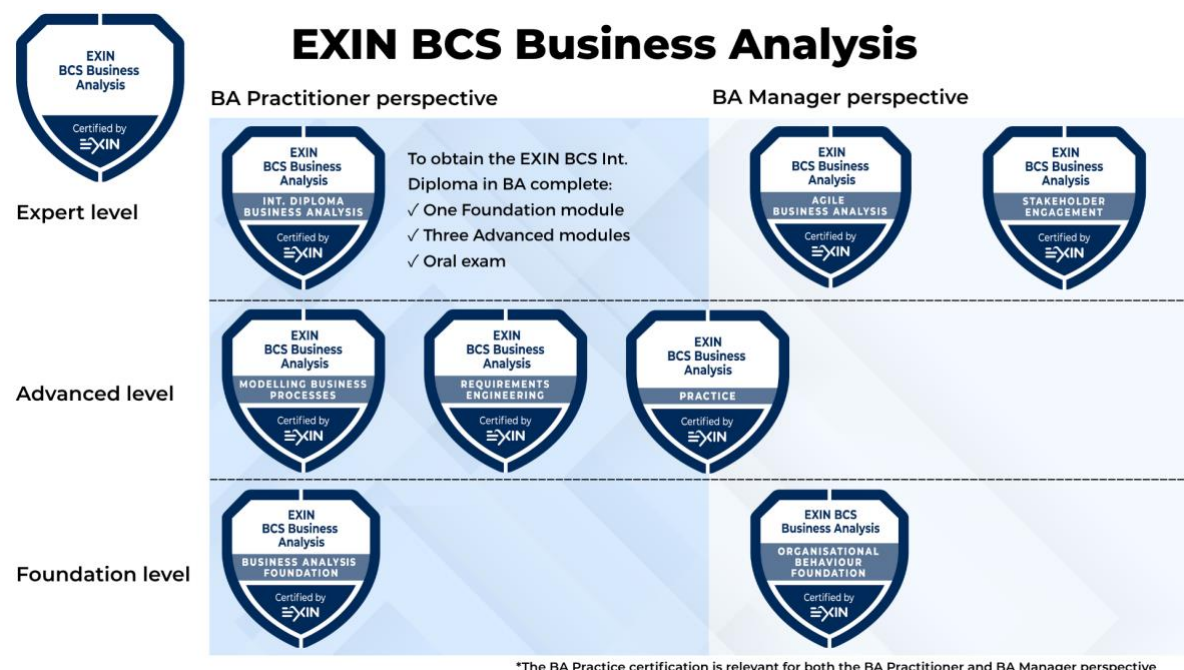 EXIN
BCS Business
Analysis
Certified by
EXIN
EXIN BCS Business Analysis
BA Practitioner perspective
BA Manager perspective
Expert level
EXIN
BCS Business
Analysis
INT. DIPLOMA
BUSINESS ANALYSIS
Certified by
EXIN
To obtain the EXIN BCS Int.
Diploma in BA complete:
✓ One Foundation module
✓ Three Advanced modules
✓ Oral exam
EXIN
BCS Business
Analysis
AGILE
BUSINESS ANALYSIS
Certified by
EXIN
EXIN
BCS Business
Analysis
STAKEHOLDER
ENGAGEMENT
Certified by
EXIN
Advanced level
EXIN
BCS Business
Analysis
MODELLING BUSINESS
PROCESSES
Certified by
EXIN
EXIN
BCS Business
Analysis
REQUIREMENTS
ENGINEERING
Certified by
EXIN
EXIN
BCS Business
Analysis
PRACTICE
Certified by
EXIN
Foundation level
EXIN
BCS Business
Analysis
BUSINESS ANALYSIS
FOUNDATION
Certified by
EXIN
EXIN BCS
Business Analysis
ORGANISATIONAL
BEHAVIOUR
FOUNDATION
Certified by
EXIN
*The BA Practice certification is relevant for both the BA Practitioner and BA Manager perspective